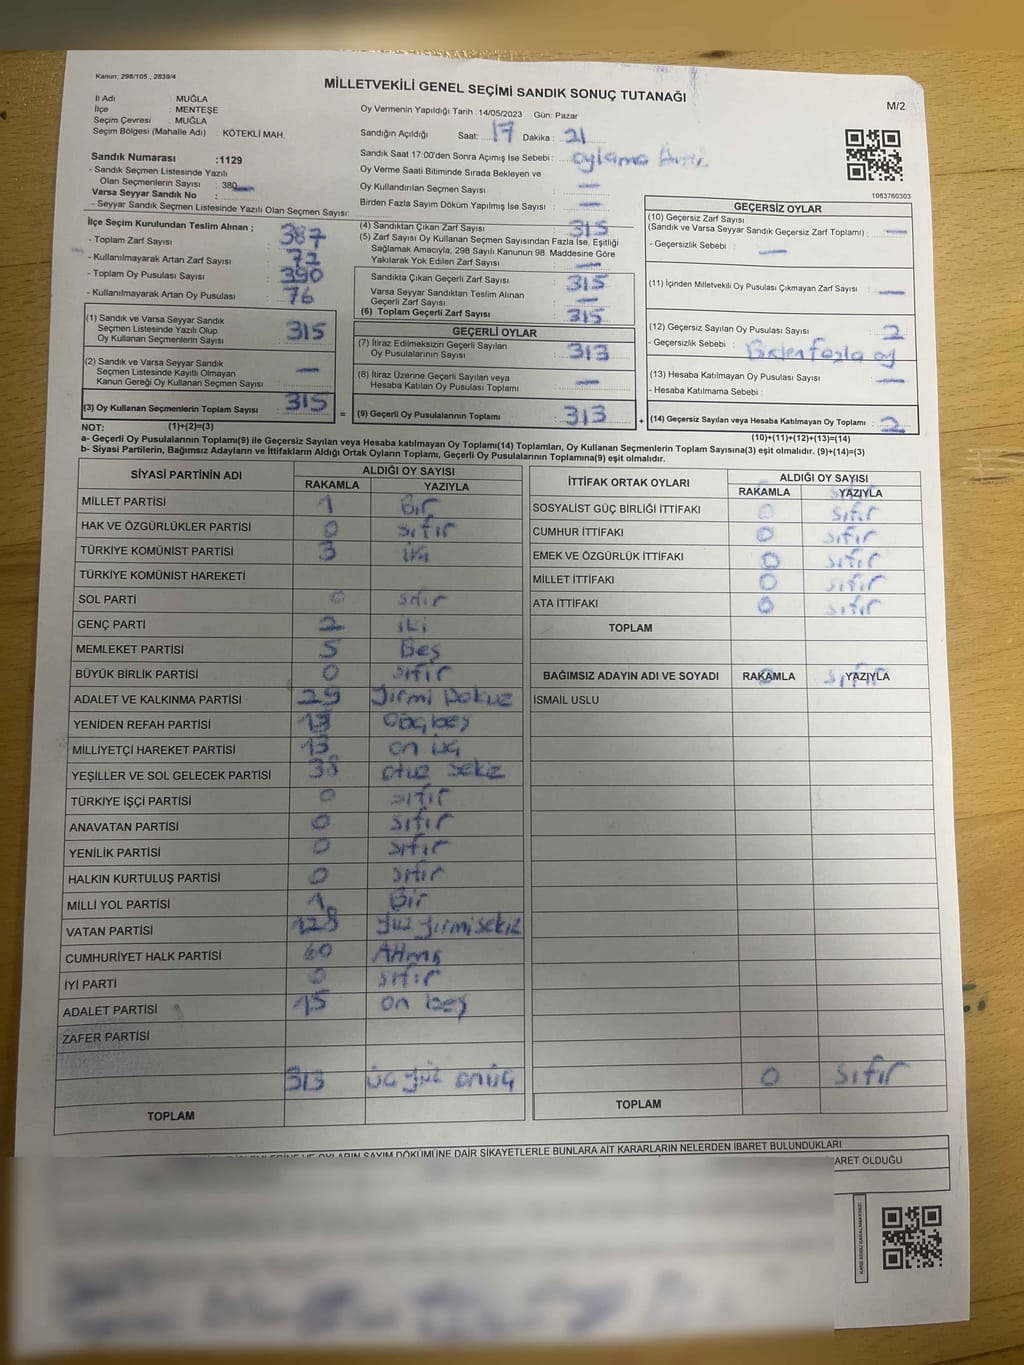 Kanun; 298/105 , 2839/4
MİLLETVEKİLİ GENEL SEÇİMİ SANDIK SONUÇ TUTANAĞI
M/2
İl Adı : MUĞLA
İlçe : MENTEŞE
Seçim Çevresi : MUĞLA
Seçim Bölgesi (Mahalle Adı) : KÖTEKLİ MAH.
Oy Vermenin Yapıldığı Tarih :14/05/2023 Gün: Pazar
Sandığın Açıldığı Saat: 17 Dakika : 21
Sandık Saat 17:00'den Sonra Açımış İse Sebebi : oylama
Oy Verme Saati Bitiminde Sırada Bekleyen ve
Oy Kullandırılan Seçmen Sayısı : —
Birden Fazla Sayım Döküm Yapılmış İse Sayısı : —
Sandık Numarası :1129
- Sandık Seçmen Listesinde Yazılı
Olan Seçmenlerin Sayısı : 380
Varsa Seyyar Sandık No :
- Seyyar Sandık Seçmen Listesinde Yazılı Olan Seçmen Sayısı:
1083760303
İlçe Seçim Kurulundan Teslim Alınan ;
- Toplam Zarf Sayısı : 387
- Kullanılmayarak Artan Zarf Sayısı : 72
- Toplam Oy Pusulası Sayısı : 390
- Kullanılmayarak Artan Oy Pusulası : 76
(1) Sandık ve Varsa Seyyar Sandık
Seçmen Listesinde Yazılı Olup
Oy Kullanan Seçmenlerin Sayısı : 315
(2) Sandık ve Varsa Seyyar Sandık
Seçmen Listesinde Kayıtlı Olmayan
Kanun Gereği Oy Kullanan Seçmen Sayısı : —
(3) Oy Kullanan Seçmenlerin Toplam Sayısı : 315
(1)+(2)=(3)
(4) Sandıktan Çıkan Zarf Sayısı : 315
(5) Zarf Sayısı Oy Kullanan Seçmen Sayısından Fazla İse, Eşitliği
Sağlamak Amacıyla, 298 Sayılı Kanunun 98. Maddesine Göre
Yakılarak Yok Edilen Zarf Sayısı : —
Sandıkta Çıkan Geçerli Zarf Sayısı : 315
Varsa Seyyar Sandıktan Teslim Alınan
Geçerli Zarf Sayısı : —
(6) Toplam Geçerli Zarf Sayısı : 315
GEÇERLİ OYLAR
(7) İtiraz Edilmeksizin Geçerli Sayılan
Oy Pusulalarının Sayısı : 313
(8) İtiraz Üzerine Geçerli Sayılan veya
Hesaba Katılan Oy Pusulası Toplamı : —
= (9) Geçerli Oy Pusulalarının Toplamı : 313 +
GEÇERSİZ OYLAR
(10) Geçersiz Zarf Sayısı
(Sandık ve Varsa Seyyar Sandık Geçersiz Zarf Toplamı) : —
- Geçersizlik Sebebi : —
(11) İçinden Milletvekili Oy Pusulası Çıkmayan Zarf Sayısı : —
(12) Geçersiz Sayılan Oy Pusulası Sayısı : 2
- Geçersizlik Sebebi : Birden fazla oy
(13) Hesaba Katılmayan Oy Pusulası Sayısı : —
- Hesaba Katılmama Sebebi :
(14) Geçersiz Sayılan veya Hesaba Katılmayan Oy Toplamı : 2
(10)+(11)+(12)+(13)=(14)
NOT:
a- Geçerli Oy Pusulalarının Toplamı(9) ile Geçersiz Sayılan veya Hesaba katılmayan Oy Toplamı(14) Toplamları, Oy Kullanan Seçmenlerin Toplam Sayısına(3) eşit olmalıdır. (9)+(14)=(3)
b- Siyasi Partilerin, Bağımsız Adayların ve İttifakların Aldığı Ortak Oyların Toplamı, Geçerli Oy Pusulalarının Toplamına(9) eşit olmalıdır.
SİYASİ PARTİNİN ADI ALDIĞI OY SAYISI
RAKAMLA YAZIYLA
MİLLET PARTİSİ 1 Bir
HAK VE ÖZGÜRLÜKLER PARTİSİ 0 sıfır
TÜRKİYE KOMÜNİST PARTİSİ 3 üç
TÜRKİYE KOMÜNİST HAREKETİ
SOL PARTİ 0 sıfır
GENÇ PARTİ 2 iki
MEMLEKET PARTİSİ 5 Beş
BÜYÜK BİRLİK PARTİSİ 0 sıfır
ADALET VE KALKINMA PARTİSİ 29 yirmi Dokuz
YENİDEN REFAH PARTİSİ
MİLLİYETÇİ HAREKET PARTİSİ 13 on üç
YEŞİLLER VE SOL GELECEK PARTİSİ 38 otuz sekiz
TÜRKİYE İŞÇİ PARTİSİ 0 sıfır
ANAVATAN PARTİSİ 0 sıfır
YENİLİK PARTİSİ 0 sıfır
HALKIN KURTULUŞ PARTİSİ 0 sıfır
MİLLİ YOL PARTİSİ 1 Bir
VATAN PARTİSİ 128 yüz yirmisekiz
CUMHURİYET HALK PARTİSİ 60 Altmış
İYİ PARTİ 0 sıfır
ADALET PARTİSİ 15 on beş
ZAFER PARTİSİ
313 üç yüz onüç
TOPLAM
İTTİFAK ORTAK OYLARI ALDIĞI OY SAYISI
RAKAMLA YAZIYLA
SOSYALİST GÜÇ BİRLİĞİ İTTİFAKI 0 sıfır
CUMHUR İTTİFAKI 0 sıfır
EMEK VE ÖZGÜRLÜK İTTİFAKI 0 sıfır
MİLLET İTTİFAKI 0 sıfır
ATA İTTİFAKI 0 sıfır
TOPLAM
BAĞIMSIZ ADAYIN ADI VE SOYADI RAKAMLA 0 YAZIYLA sıfır
İSMAİL USLU
0 sıfır
TOPLAM
OYLARIN SAYIM DÖKÜMÜNE DAİR ŞİKAYETLERLE BUNLARA AİT KARARLARIN NELERDEN İBARET BULUNDUKLARI
OLDUĞU